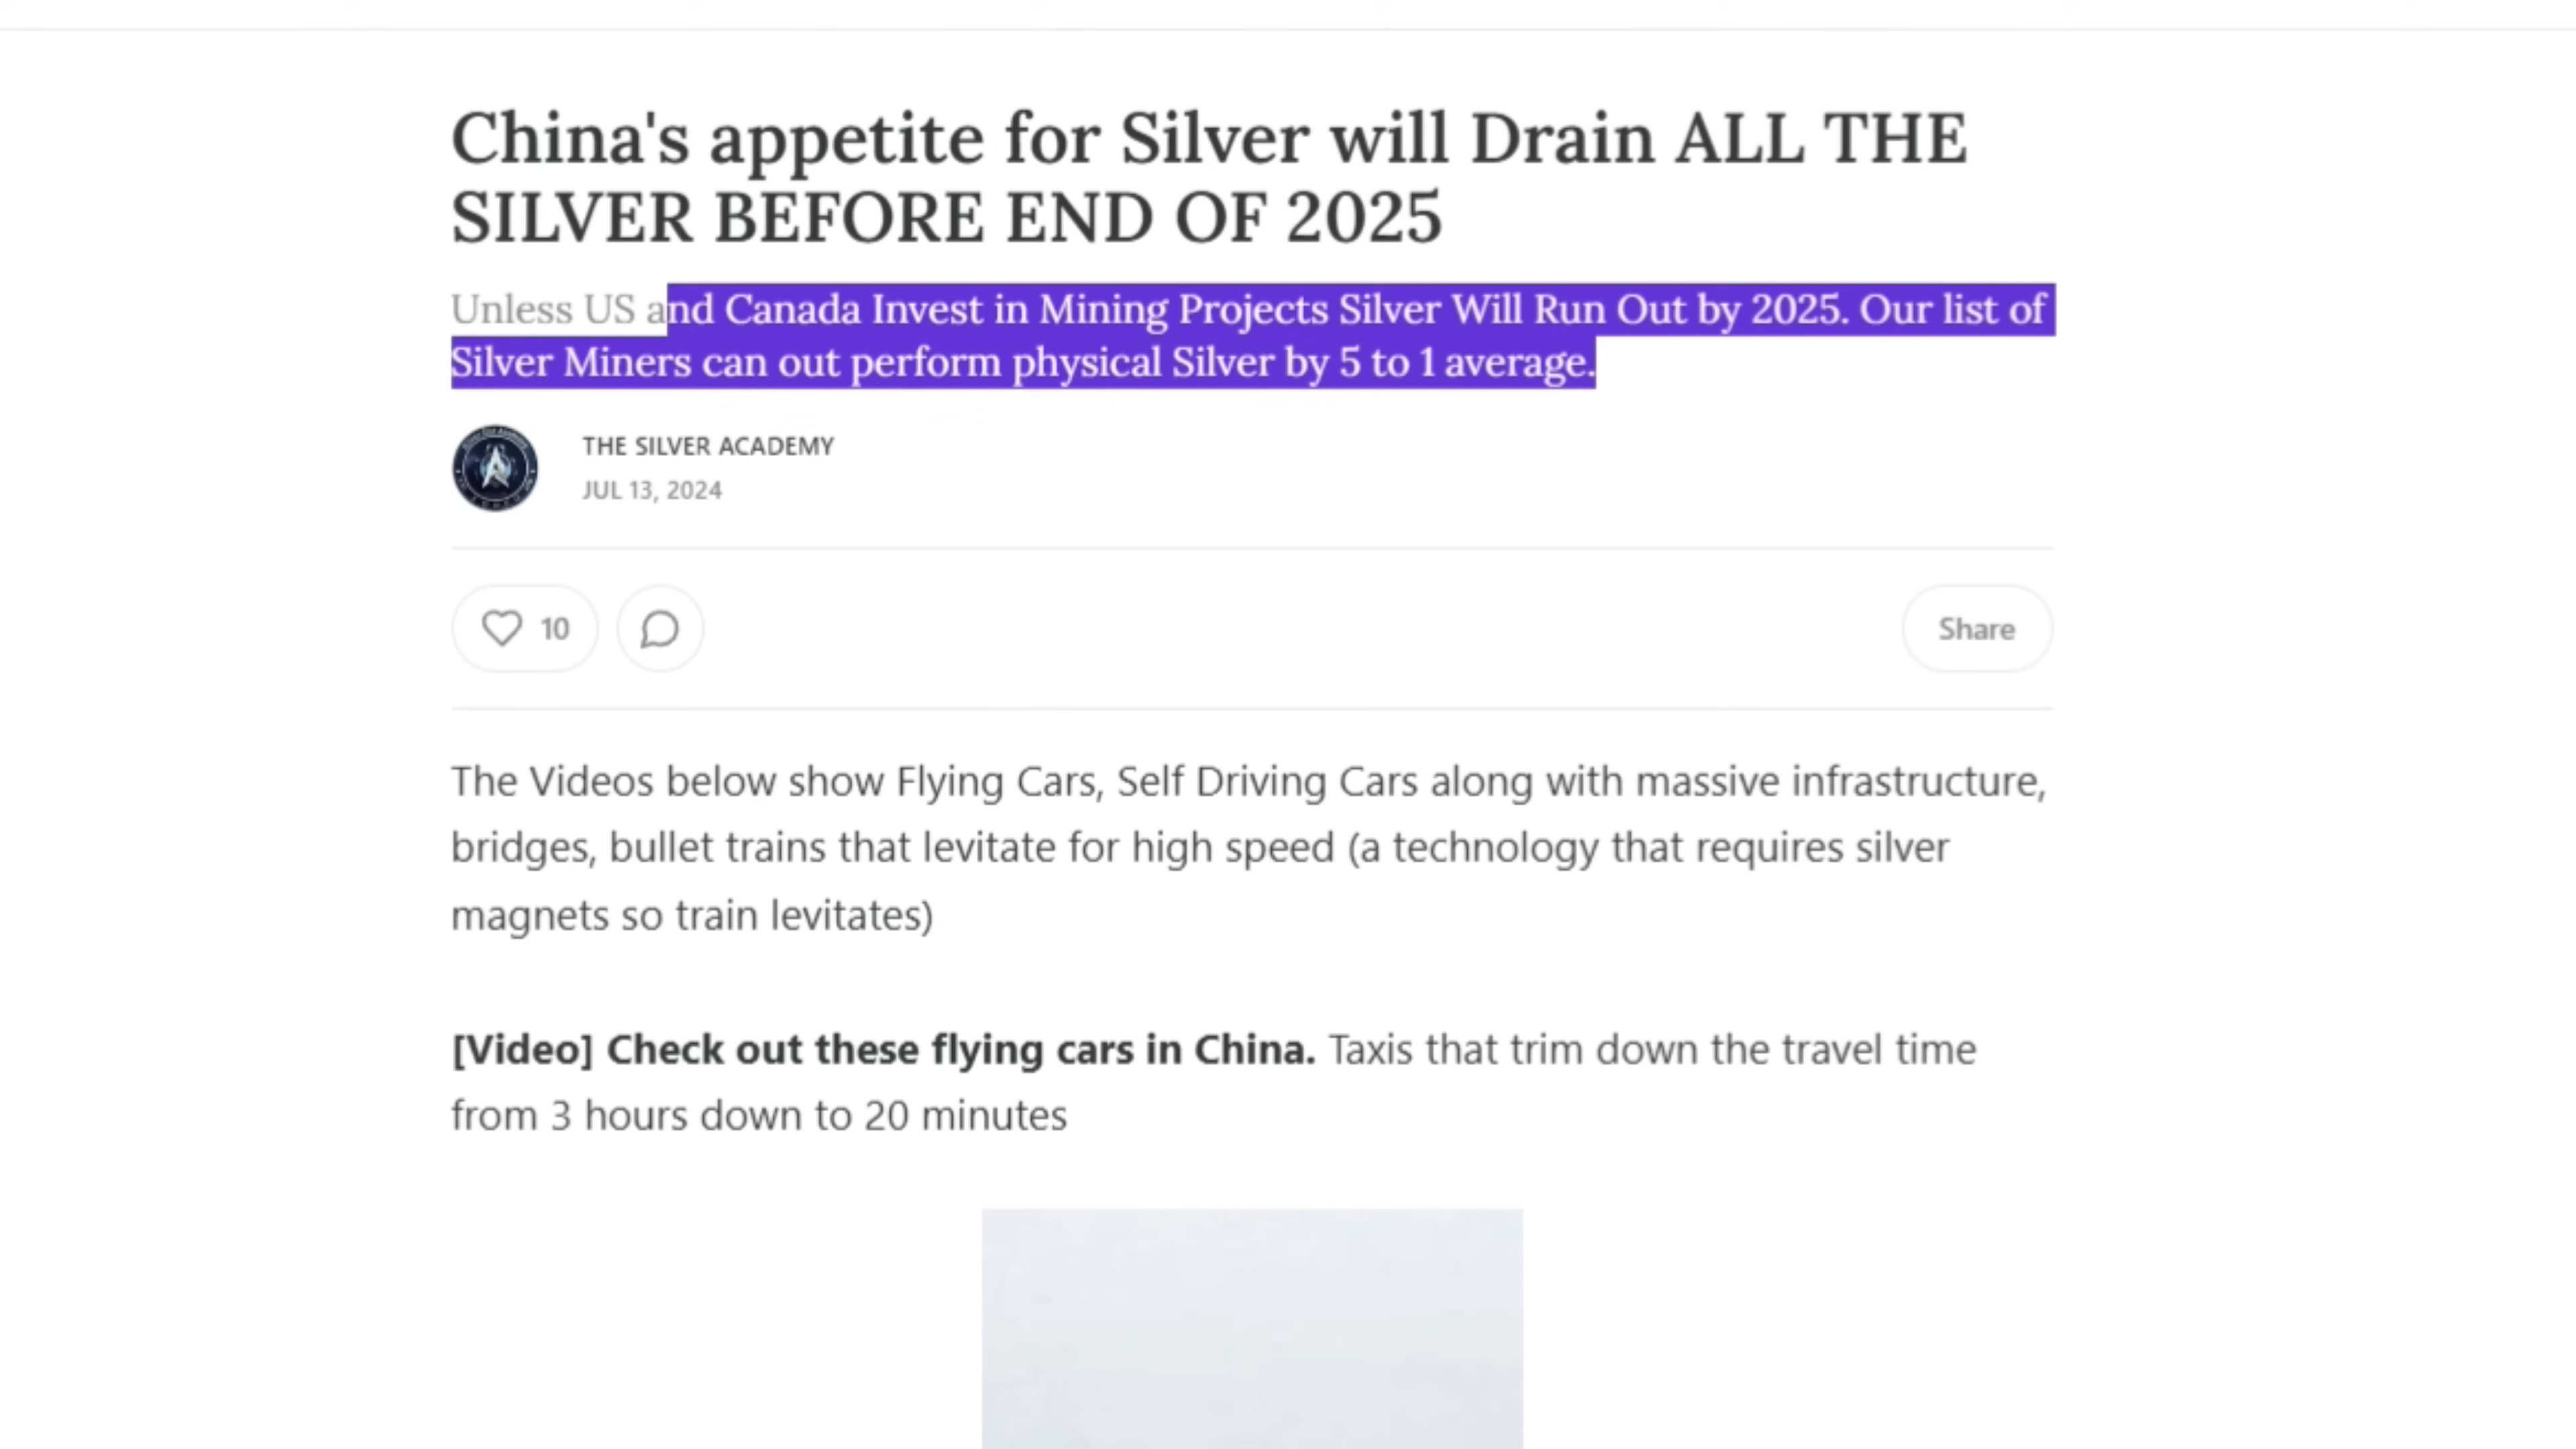 China's appetite for Silver will Drain ALL THE
SILVER BEFORE END OF 2025
Unless US and Canada Invest in Mining Projects Silver Will Run Out by 2025. Our list of
Silver Miners can out perform physical Silver by 5 to 1 average.
THE SILVER ACADEMY
JUL 13, 2024
10
Share
The Videos below show Flying Cars, Self Driving Cars along with massive infrastructure,
bridges, bullet trains that levitate for high speed (a technology that requires silver
magnets so train levitates)
[Video] Check out these flying cars in China. Taxis that trim down the travel time
from 3 hours down to 20 minutes